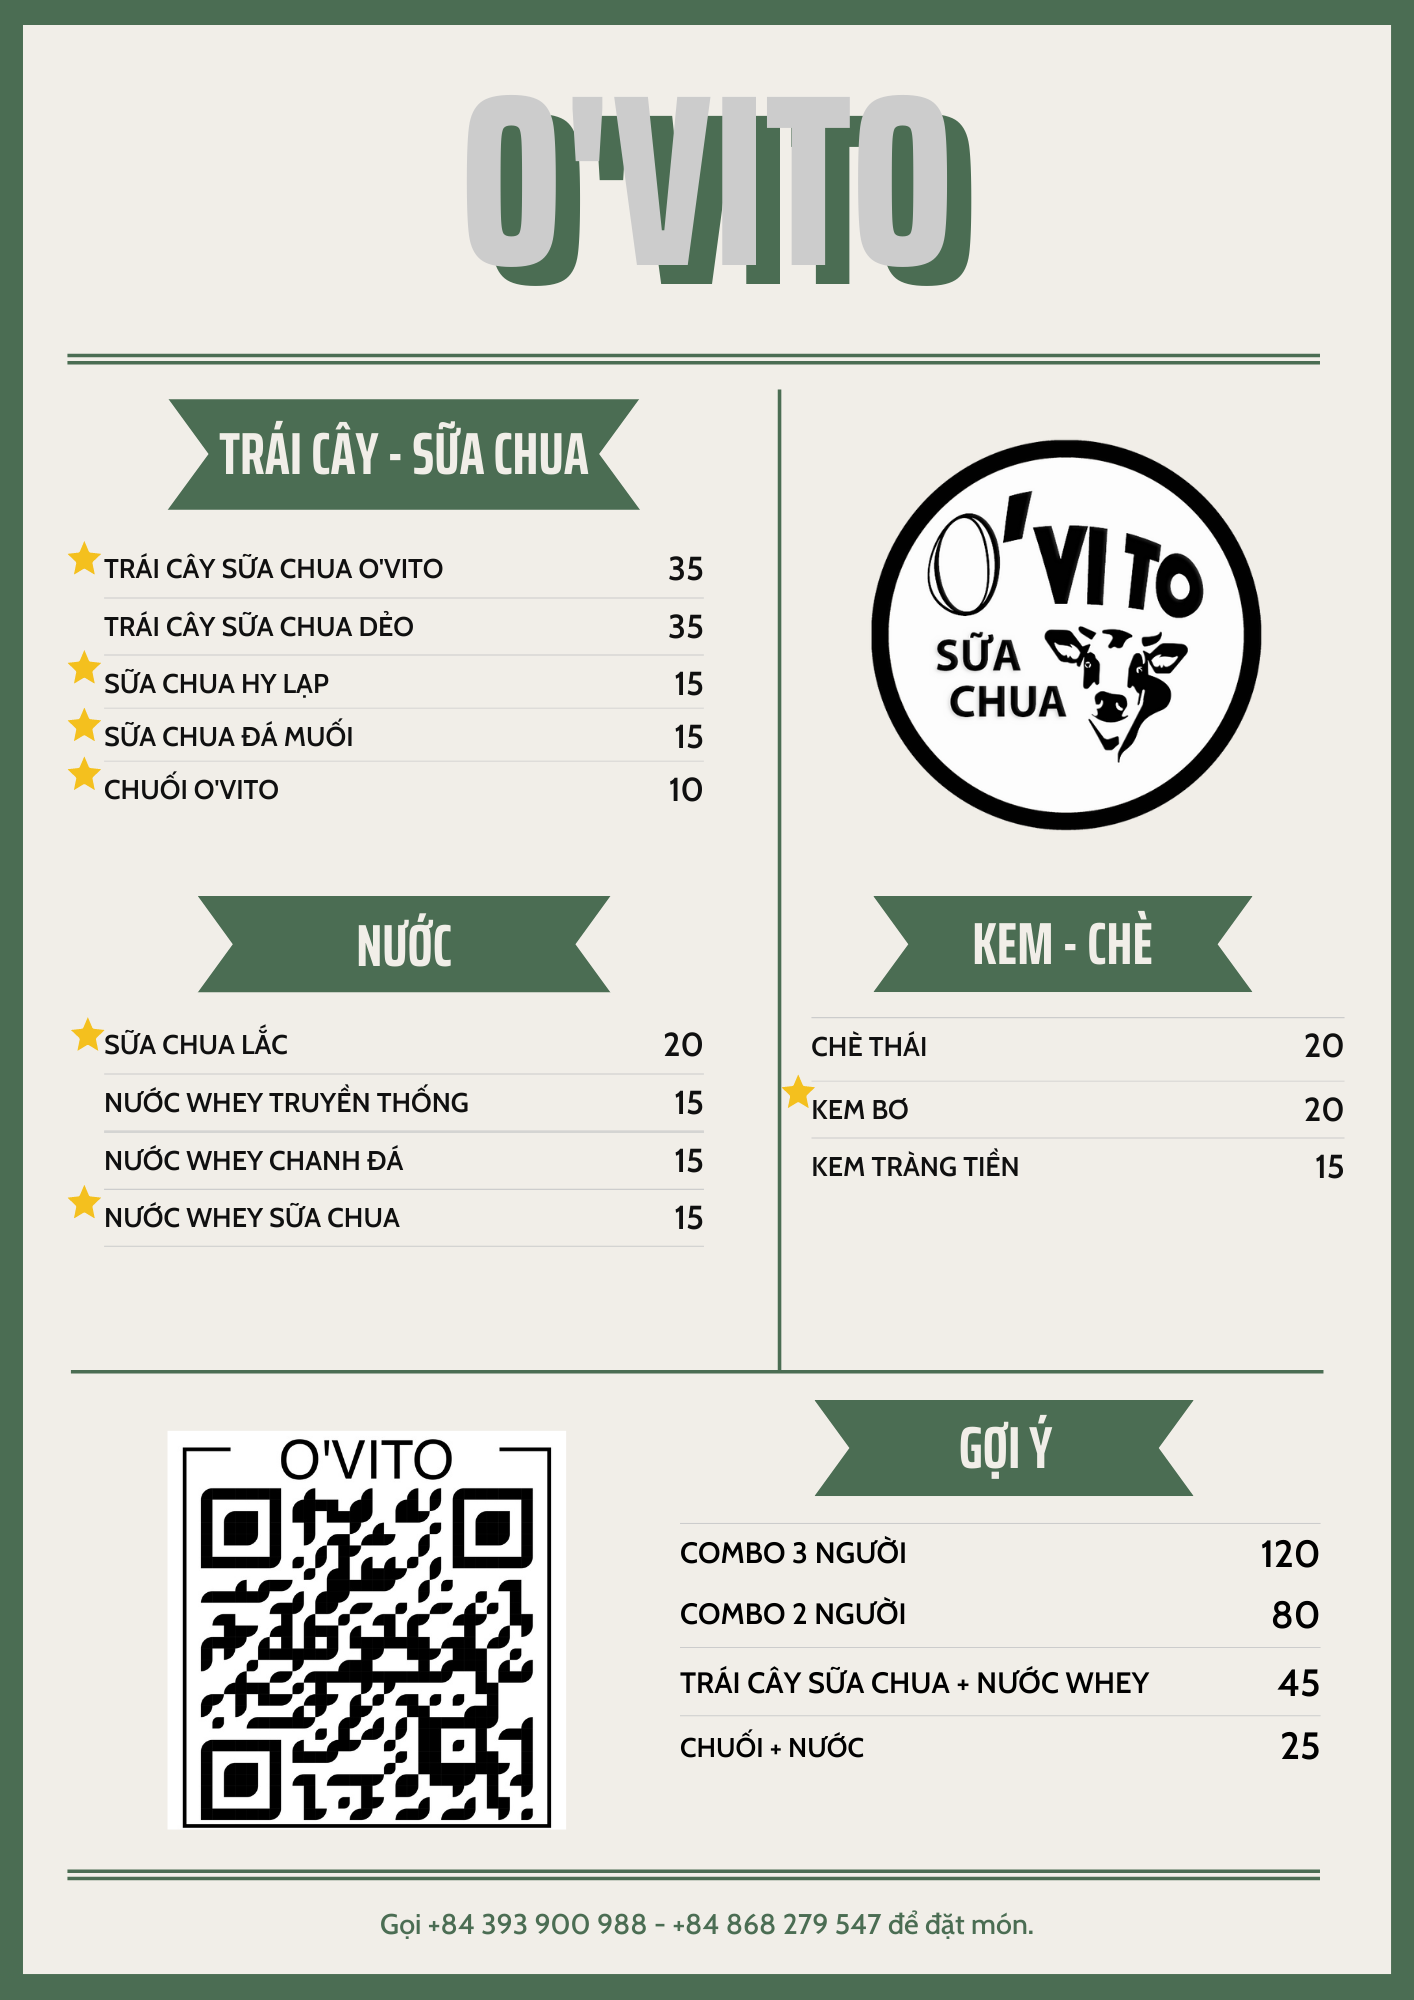 O'VITO
TRÁI CÂY - SỮA CHUA
TRÁI CÂY SỮA CHUA O'VITO 35
TRÁI CÂY SỮA CHUA DẺO 35
SỮA CHUA HY LẠP 15
SỮA CHUA ĐÁ MUỐI 15
CHUỐI O'VITO 10
O'VITO
SỮA
CHUA
NƯỚC
SỮA CHUA LẮC 20
NƯỚC WHEY TRUYỀN THỐNG 15
NƯỚC WHEY CHANH ĐÁ 15
NƯỚC WHEY SỮA CHUA 15
KEM - CHÈ
CHÈ THÁI 20
KEM BƠ 20
KEM TRÀNG TIỀN 15
O'VITO
GỢI Ý
COMBO 3 NGƯỜI 120
COMBO 2 NGƯỜI 80
TRÁI CÂY SỮA CHUA + NƯỚC WHEY 45
CHUỐI + NƯỚC 25
Gọi +84 393 900 988 - +84 868 279 547 để đặt món.